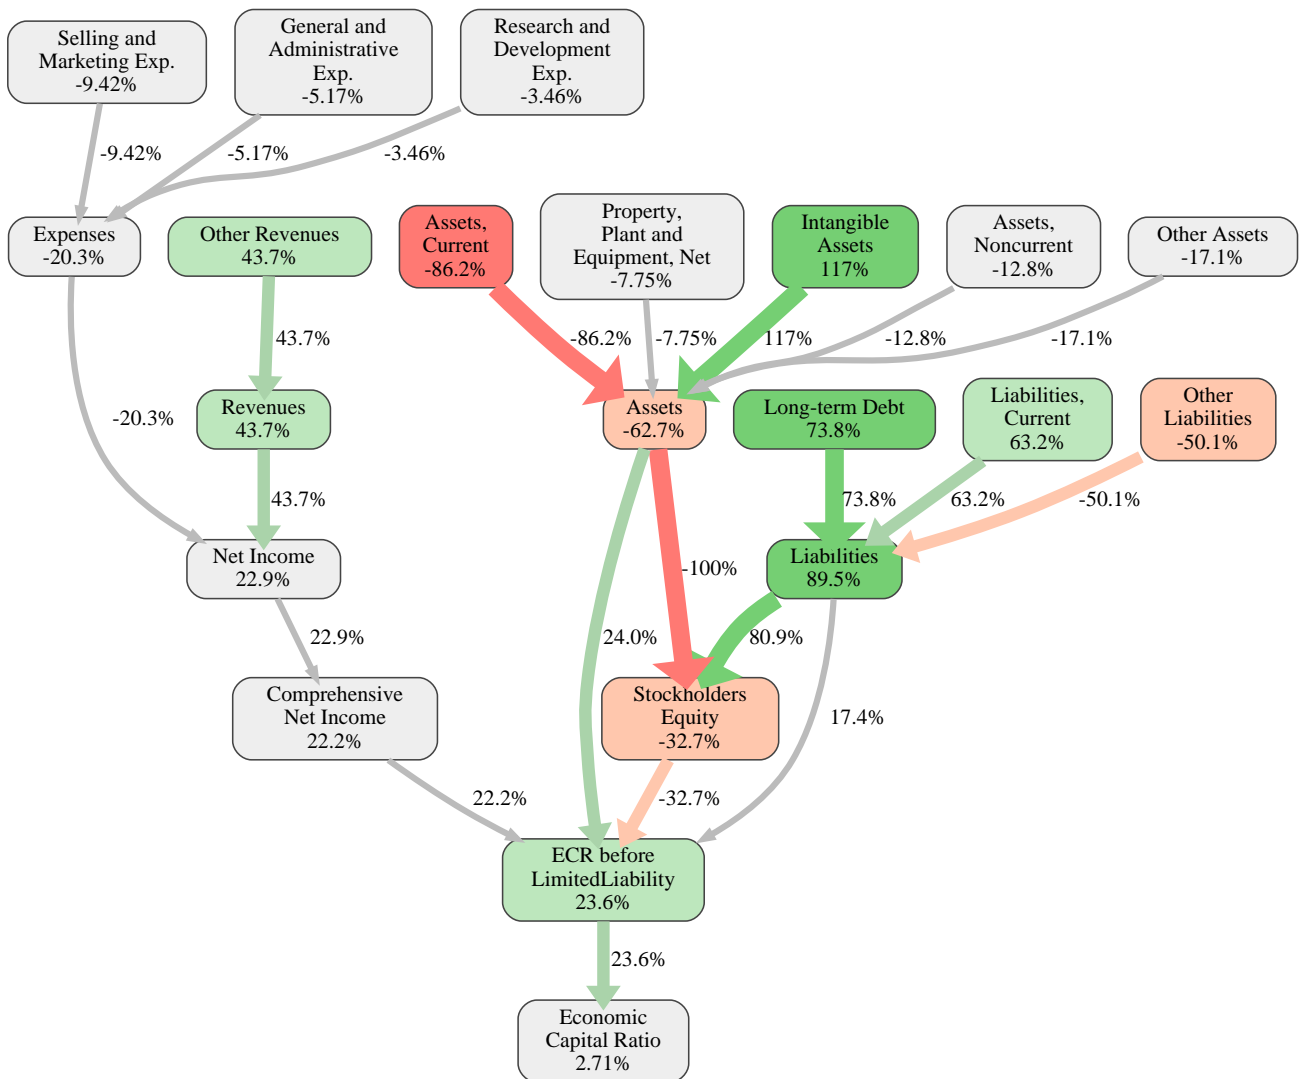 Selling and
Marketing Exp.
-9.42%
General and
Administrative
Exp.
-5.17%
Research and
Development
Exp.
-3.46%
-9.42%
-5.17%
-3.46%
Expenses
-20.3%
Other Revenues
43.7%
Assets,
Current
-86.2%
Property,
Plant and
Equipment, Net
-7.75%
Intangible
Assets
117%
Assets,
Noncurrent
-12.8%
Other Assets
-17.1%
43.7%
-86.2%
-7.75%
117%
-12.8%
-17.1%
-20.3%
Revenues
43.7%
Assets
-62.7%
Long-term Debt
73.8%
Liabilities,
Current
63.2%
Other
Liabilities
-50.1%
43.7%
73.8%
63.2%
-50.1%
Net Income
22.9%
-100%
Liabilities
89.5%
22.9%
24.0%
80.9%
Comprehensive
Net Income
22.2%
Stockholders
Equity
-32.7%
17.4%
22.2%
-32.7%
ECR before
LimitedLiability
23.6%
23.6%
Economic
Capital Ratio
2.71%